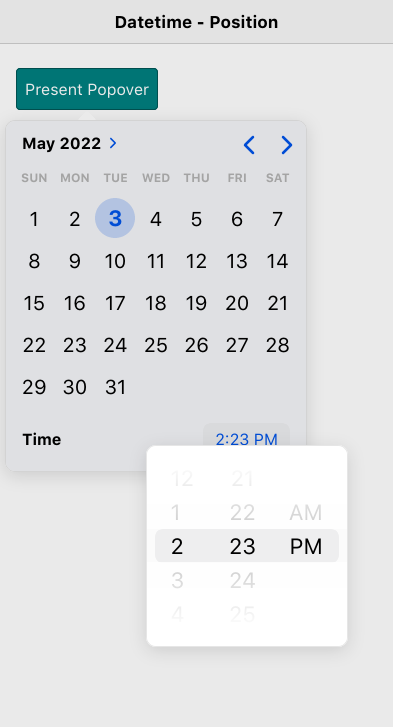 Datetime - Position
Present Popover
May 2022
SUN MON TUE WED THU FRI SAT
1 2 3 4 5 6 7
8 9 10 11 12 13 14
15 16 17 18 19 20 21
22 23 24 25 26 27 28
29 30 31
Time 2:23 PM
12 21
1 22 AM
2 23 PM
3 24
4 25